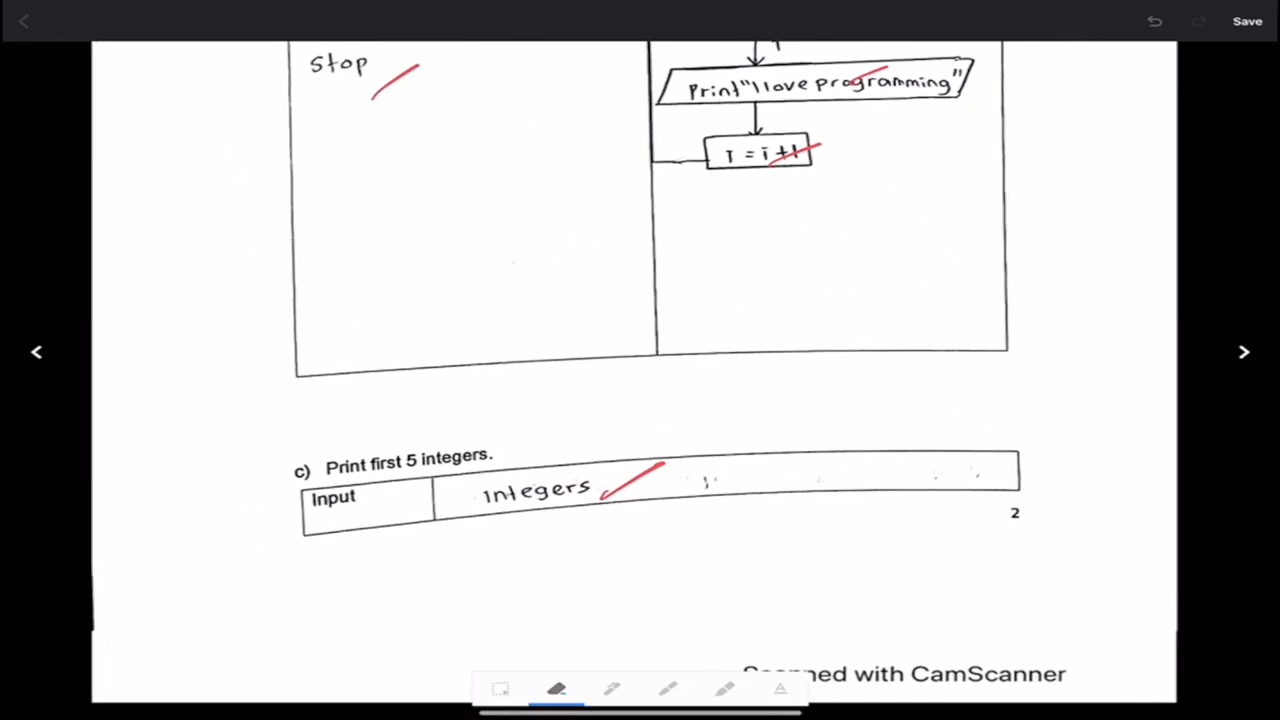 Save
Stop
Print "I love programming"
i = i + 1
c) Print first 5 integers.
Input
Integers
2
Scanned with CamScanner